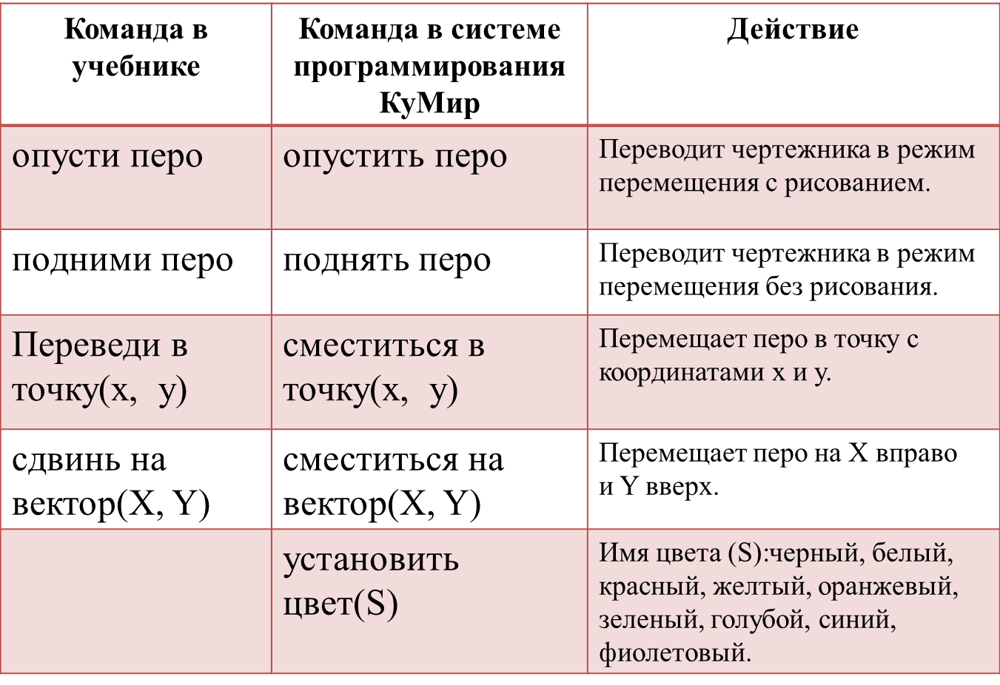 Команда в
учебнике
Команда в системе
программирования
КуМир
Действие
опусти перо
опустить перо
Переводит чертежника в режим
перемещения с рисованием.
подними перо
поднять перо
Переводит чертежника в режим
перемещения без рисования.
Переведи в
точку(x, y)
сместиться в
точку(x, y)
Перемещает перо в точку с
координатами x и y.
сдвинь на
вектор(X, Y)
сместиться на
вектор(X, Y)
Перемещает перо на X вправо
и Y вверх.
установить
цвет(S)
Имя цвета (S):черный, белый,
красный, желтый, оранжевый,
зеленый, голубой, синий,
фиолетовый.